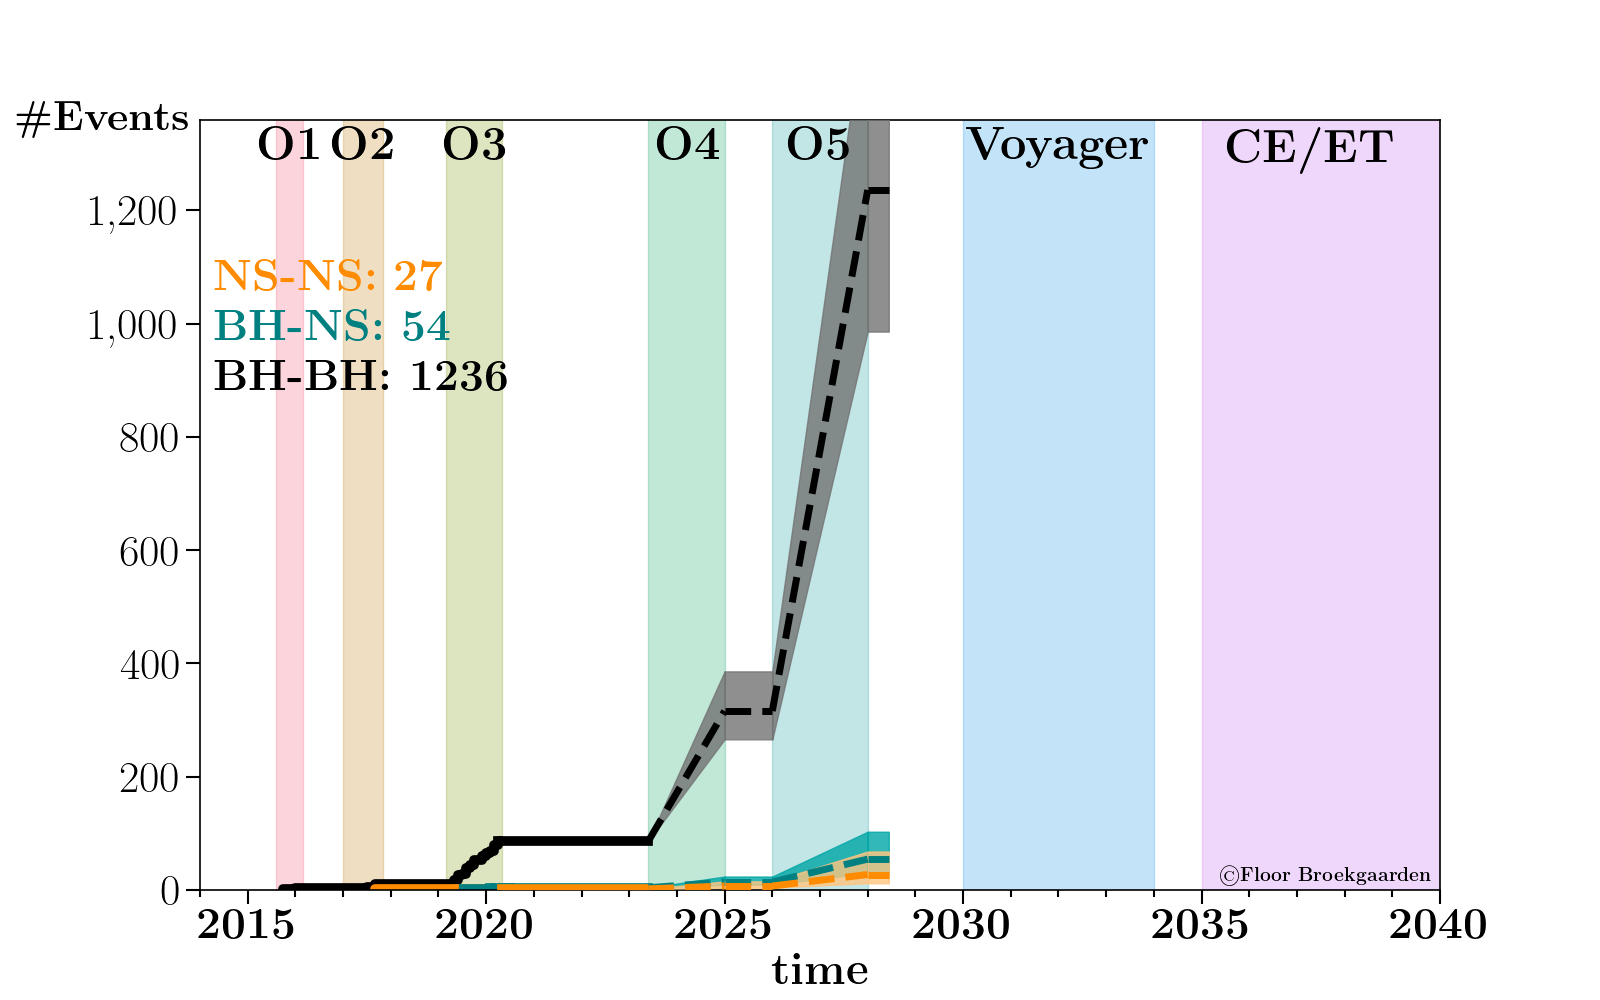 #Events
O1 O2 O3 O4 O5 Voyager CE/ET
1,200
NS-NS: 27
1,000
BH-NS: 54
BH-BH: 1236
800
600
400
200
©Floor Broekgaarden
0
2015 2020 2025 2030 2035 2040
time